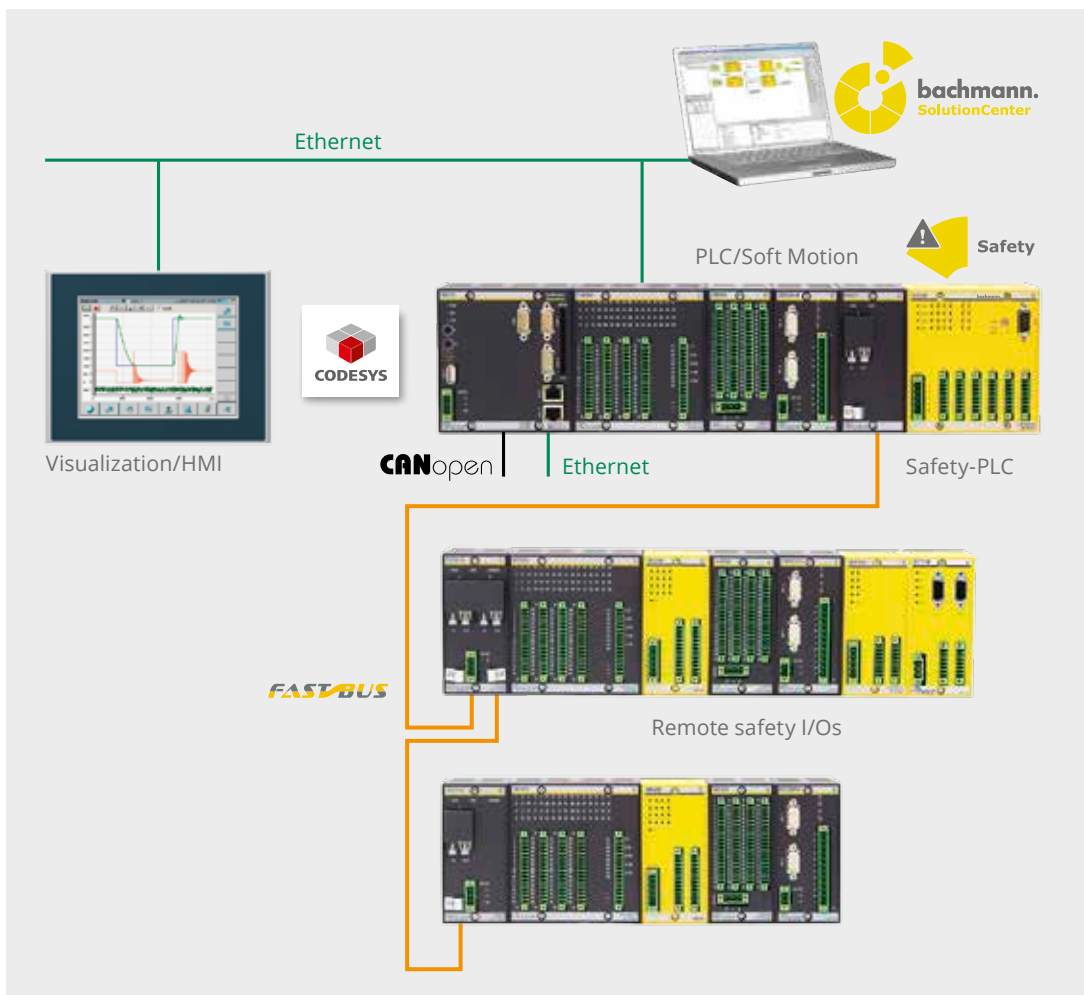 bachmann.
SolutionCenter
Ethernet
PLC/Soft Motion
Safety
CODESYS
Visualization/HMI
CANopen
Ethernet
Safety-PLC
FASTBUS
Remote safety I/Os